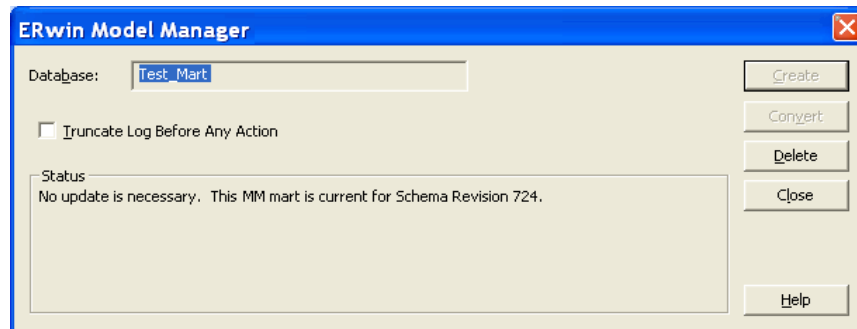 ERwin Model Manager
Database: Test_Mart
Create
Truncate Log Before Any Action
Convert
Delete
Status
No update is necessary. This MM mart is current for Schema Revision 724.
Close
Help